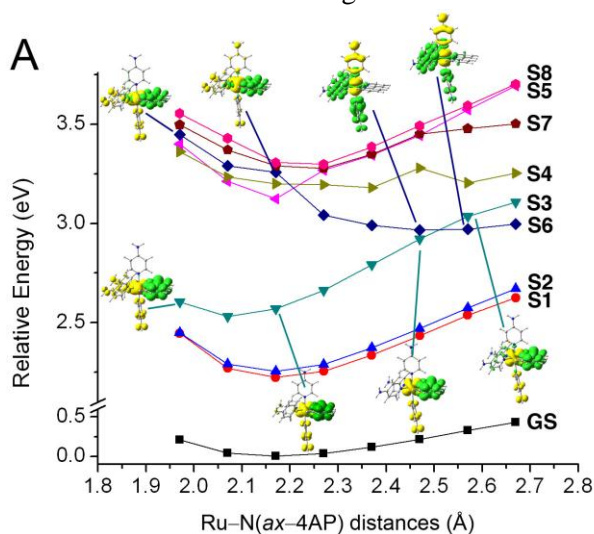 A
3.5
3.0
2.5
0.5
0.0
Relative Energy (eV)
S8
S5
S7
S4
S3
S6
S2
S1
GS
1.8 1.9 2.0 2.1 2.2 2.3 2.4 2.5 2.6 2.7 2.8
Ru–N(ax–4AP) distances (Å)